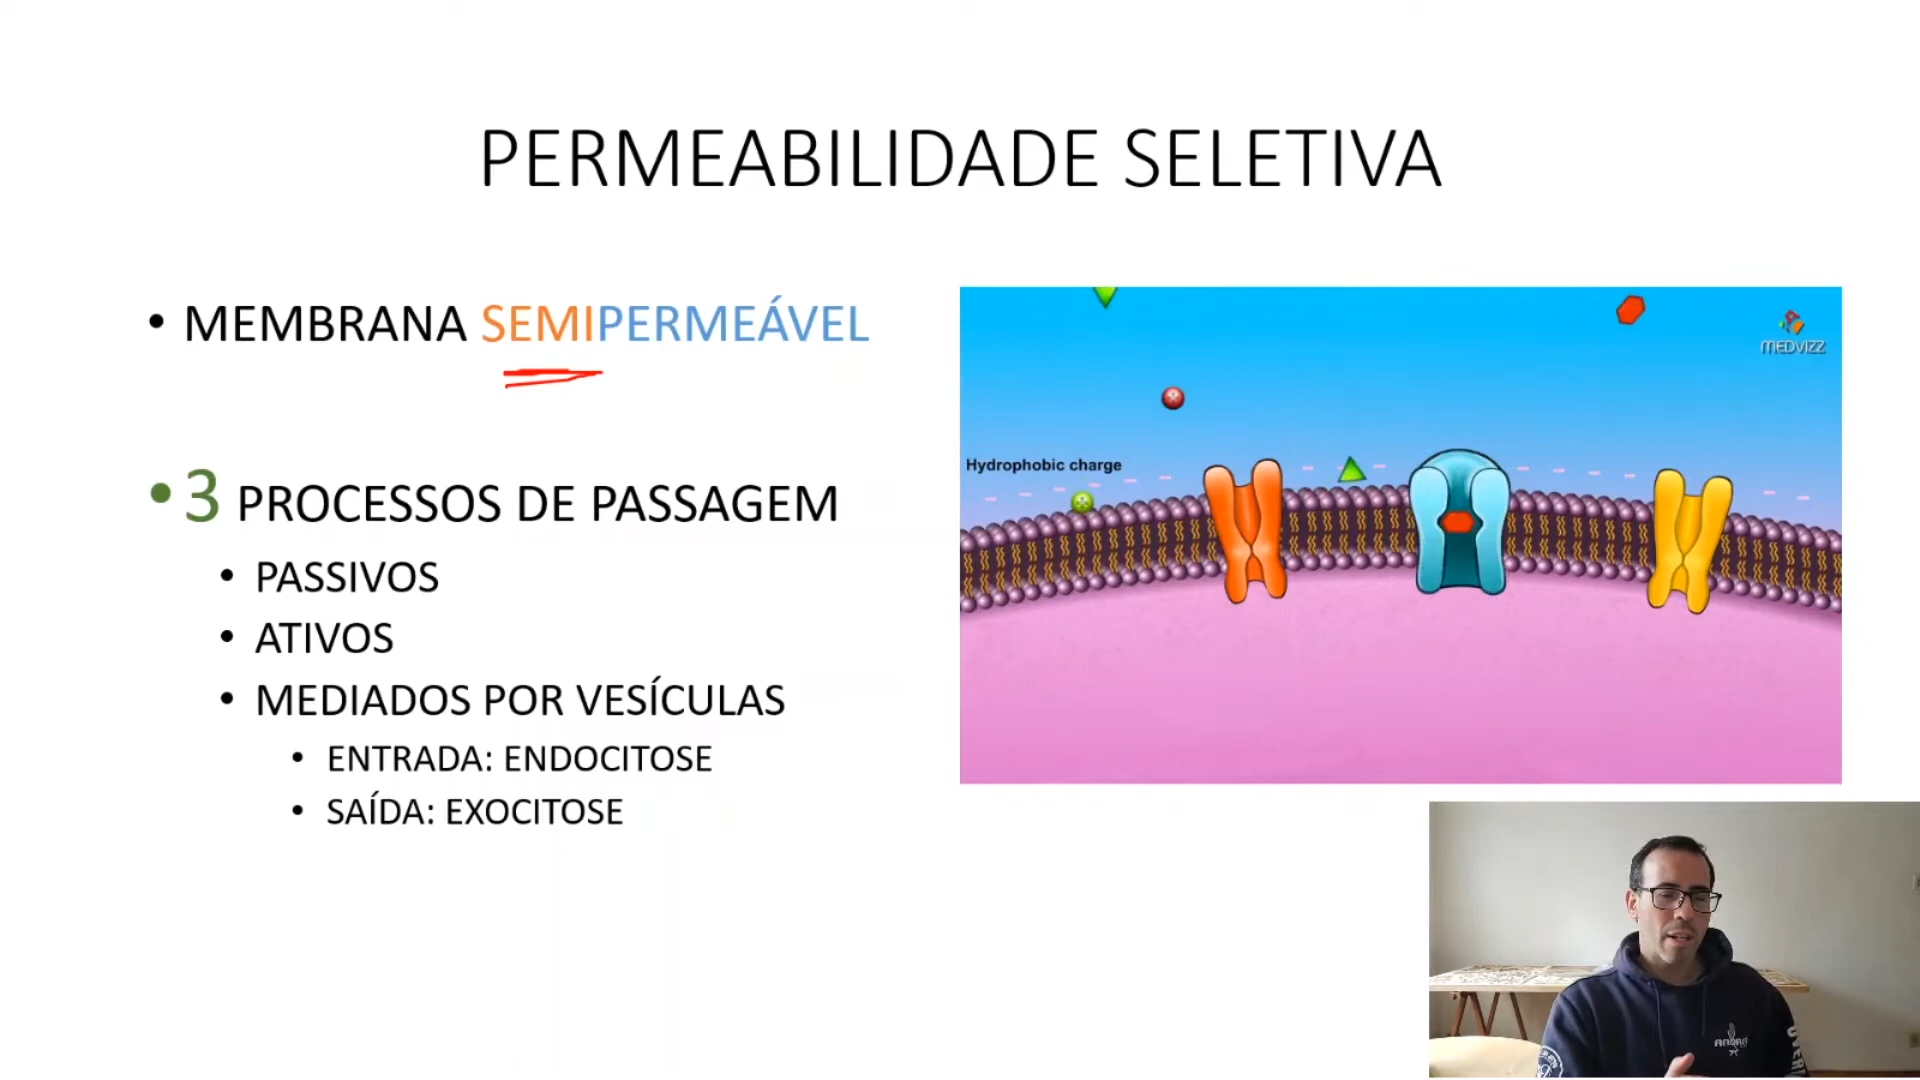 PERMEABILIDADE SELETIVA
• MEMBRANA SEMIPERMEÁVEL
• 3 PROCESSOS DE PASSAGEM
• PASSIVOS
• ATIVOS
• MEDIADOS POR VESÍCULAS
• ENTRADA: ENDOCITOSE
• SAÍDA: EXOCITOSE
MEDVIZZ
Hydrophobic charge